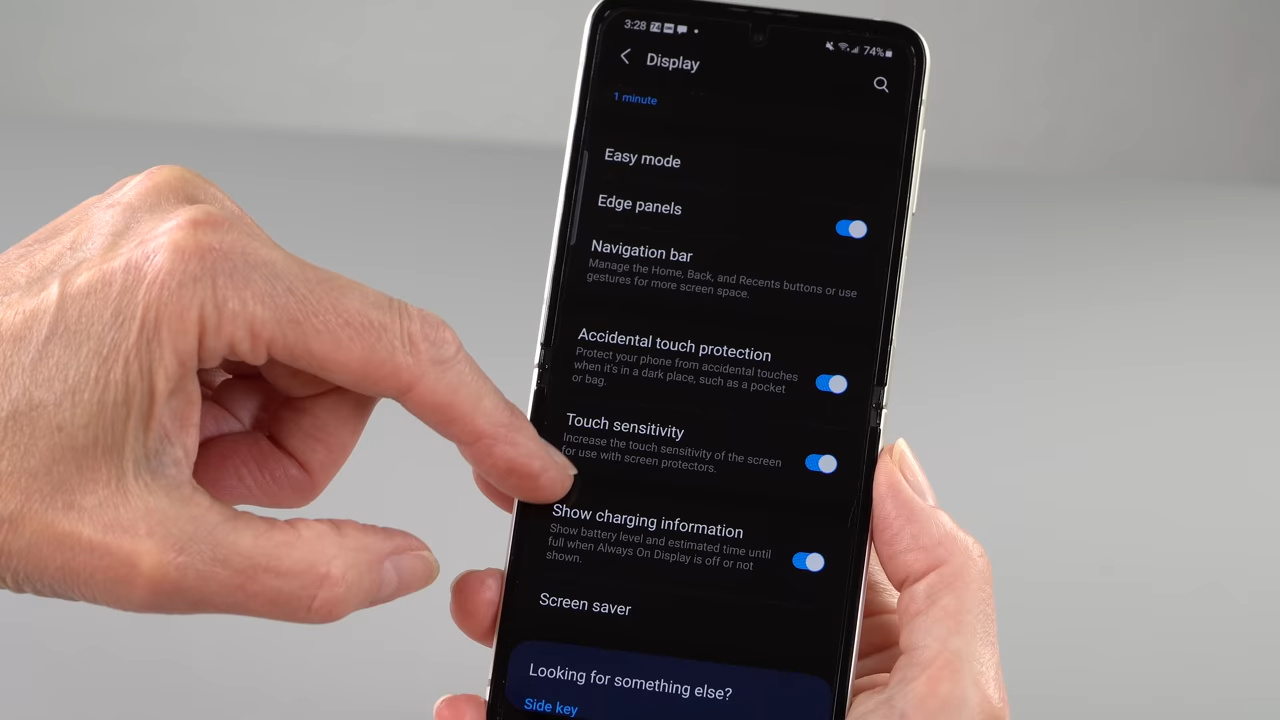 3:28
74%
Display
1 minute
Easy mode
Edge panels
Navigation bar
Manage the Home, Back, and Recents buttons or use
gestures for more screen space.
Accidental touch protection
Protect your phone from accidental touches
when it's in a dark place, such as a pocket
or bag.
Touch sensitivity
Increase the touch sensitivity of the screen
for use with screen protectors.
Show charging information
Show battery level and estimated time until
full when Always On Display is off or not
shown.
Screen saver
Looking for something else?
Side key